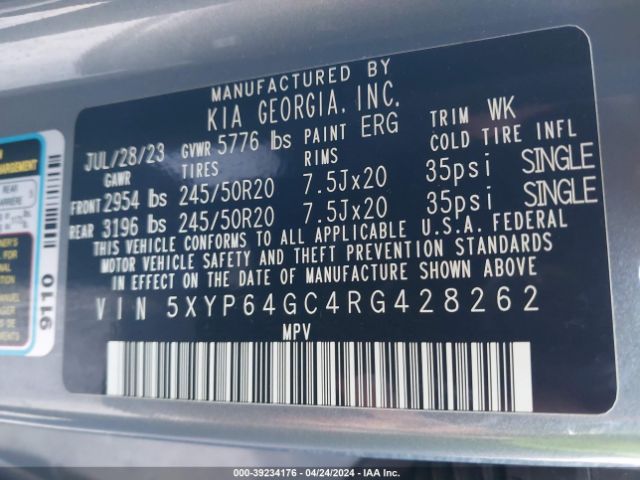 MANUFACTURED BY
KIA GEORGIA, INC.
JUL/28/23 GVWR 5776 lbs PAINT ERG TRIM WK
GAWR TIRES RIMS COLD TIRE INFL
FRONT 2954 lbs 245/50R20 7.5Jx20 35psi SINGLE
REAR 3196 lbs 245/50R20 7.5Jx20 35psi SINGLE
THIS VEHICLE CONFORMS TO ALL APPLICABLE U.S.A. FEDERAL
MOTOR VEHICLE SAFETY AND THEFT PREVENTION STANDARDS
IN EFFECT ON THE DATE OF MANUFACTURE SHOWN ABOVE
VIN 5XYP64GC4RG428262
MPV
REAR
9110
000-39234176 - 04/24/2024 - IAA Inc.